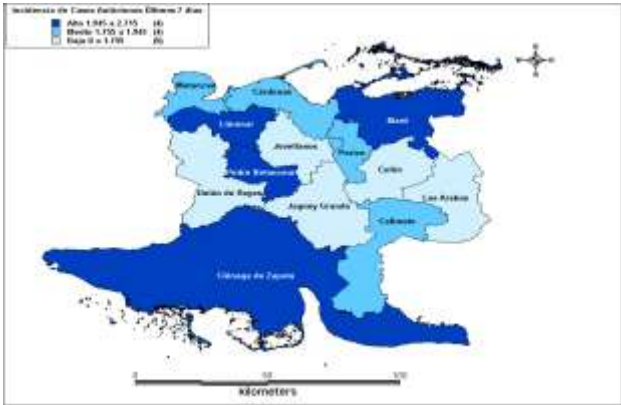 Incidencia de Casos Autóctonos Últimos 7 días
Alto 1.945 a 2.715 (4)
Medio 1.755 a 1.945 (4)
Bajo 0 a 1.755 (5)
Matanzas
Cárdenas
Martí
Limonar
Jovellanos
Perico
Colón
Pedro Betancourt
Unión de Reyes
Jagüey Grande
Los Arabos
Calimete
Ciénaga de Zapata
0 50 100
kilometers